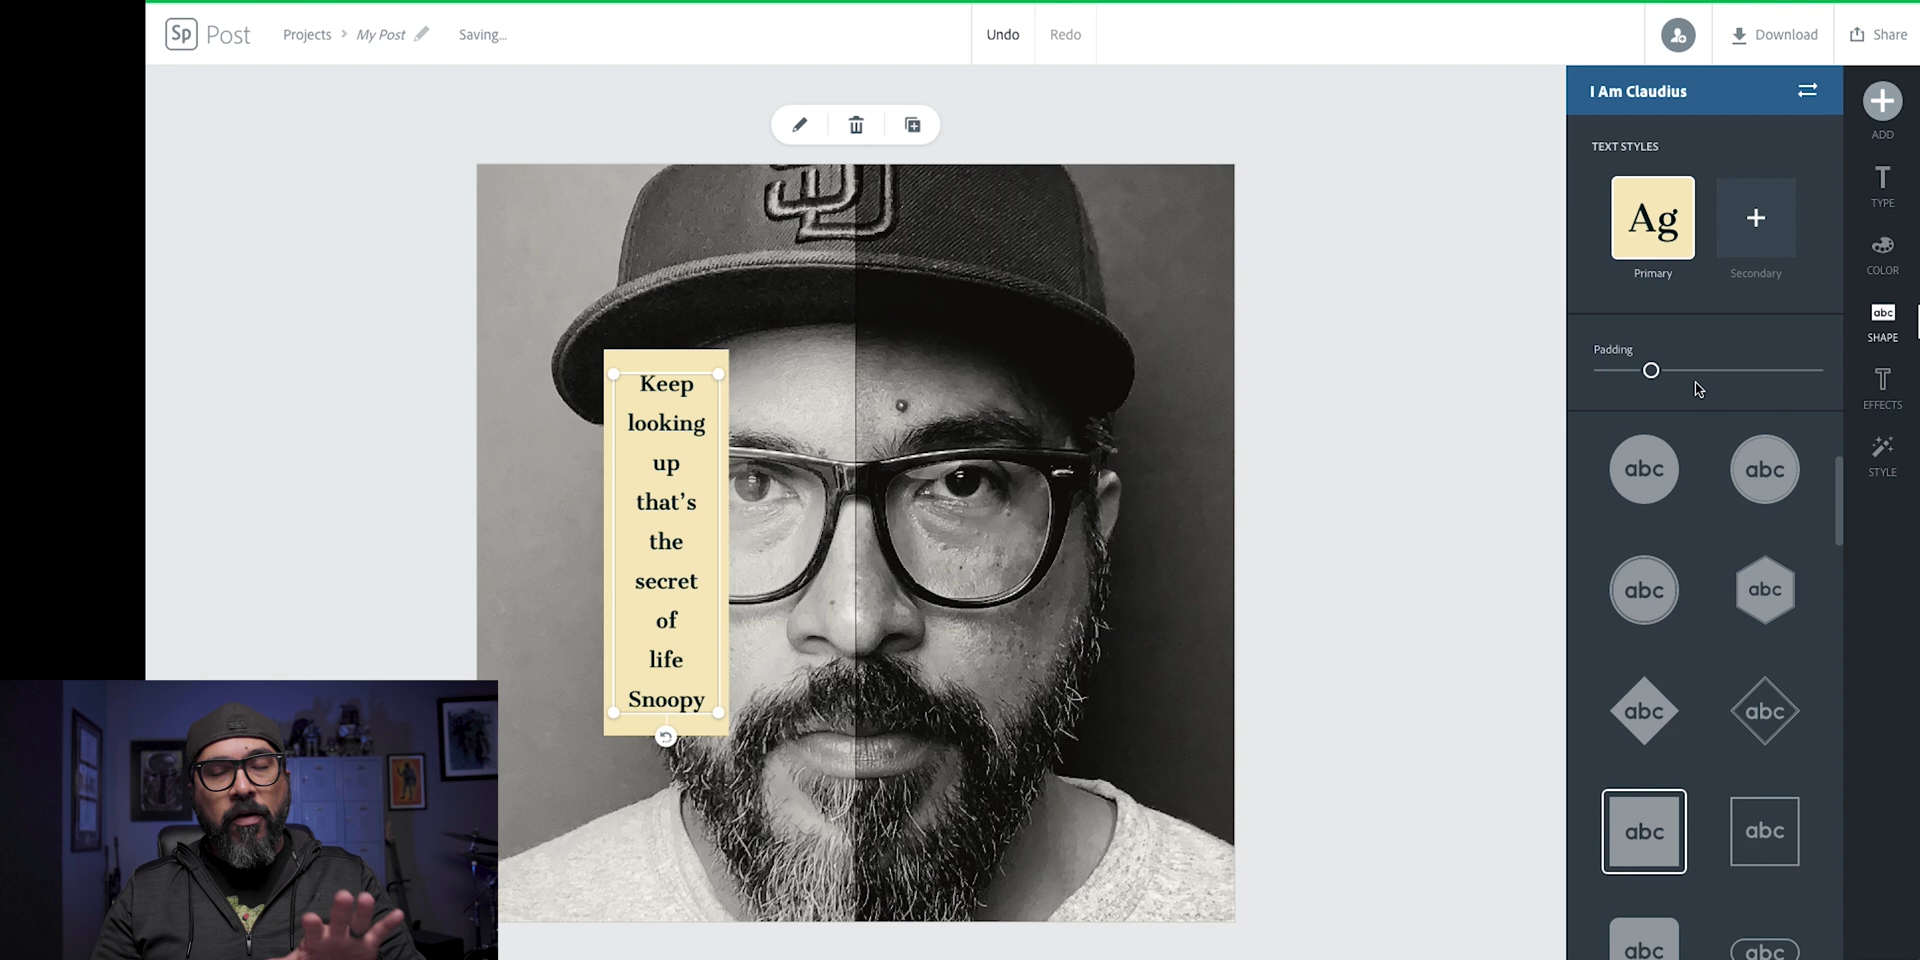 Sp Post
Projects > My Post
Saving...
Undo
Redo
Download
Share
I Am Claudius
TEXT STYLES
Ag
+
Primary
Secondary
Padding
abc
abc
abc
abc
abc
abc
abc
abc
abc
abc
ADD
T
TYPE
COLOR
abc
SHAPE
T
EFFECTS
STYLE
SD
Keep
looking
up
that's
the
secret
of
life
Snoopy